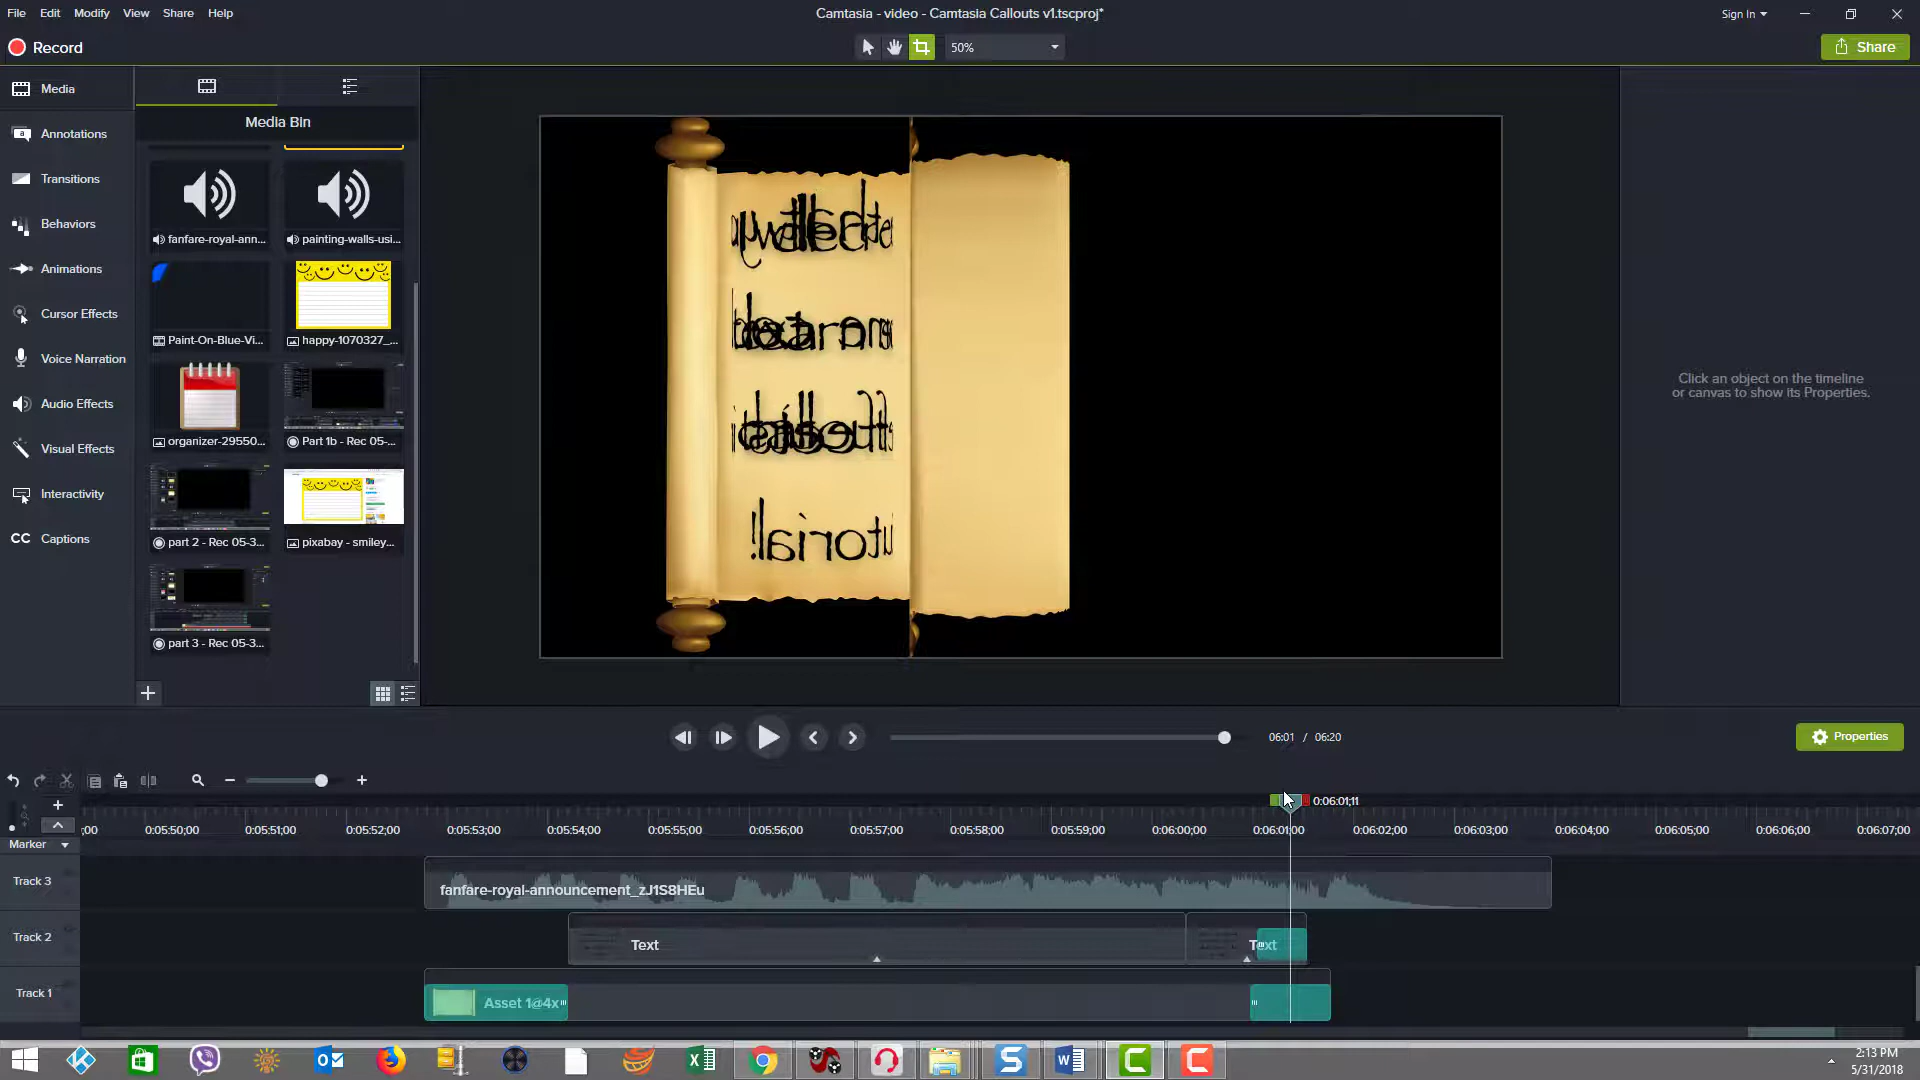 File Edit Modify View Share Help
Camtasia - video - Camtasia Callouts v1.tscproj*
Sign In
Record
50%
Share
Media
Annotations
Transitions
Behaviors
Animations
Cursor Effects
Voice Narration
Audio Effects
Visual Effects
Interactivity
CC Captions
Media Bin
fanfare-royal-ann...
painting-walls-usi...
Paint-On-Blue-Vi...
happy-1070327_...
organizer-29550...
Part 1b - Rec 05-...
part 2 - Rec 05-3...
pixabay - smiley...
part 3 - Rec 05-3...
Click an object on the timeline
or canvas to show its Properties.
06:01 / 06:20
Properties
0:06:01;11
;00 0:05:50;00 0:05:51;00 0:05:52;00 0:05:53;00 0:05:54;00 0:05:55;00 0:05:56;00 0:05:57;00 0:05:58;00 0:05:59;00 0:06:00;00 0:06:01;00 0:06:02;00 0:06:03;00 0:06:04;00 0:06:05;00 0:06:06;00 0:06:07;00
Marker
Track 3
fanfare-royal-announcement_zJ1S8HEu
Track 2
Text
Text
Track 1
Asset 1@4x
2:13 PM
5/31/2018